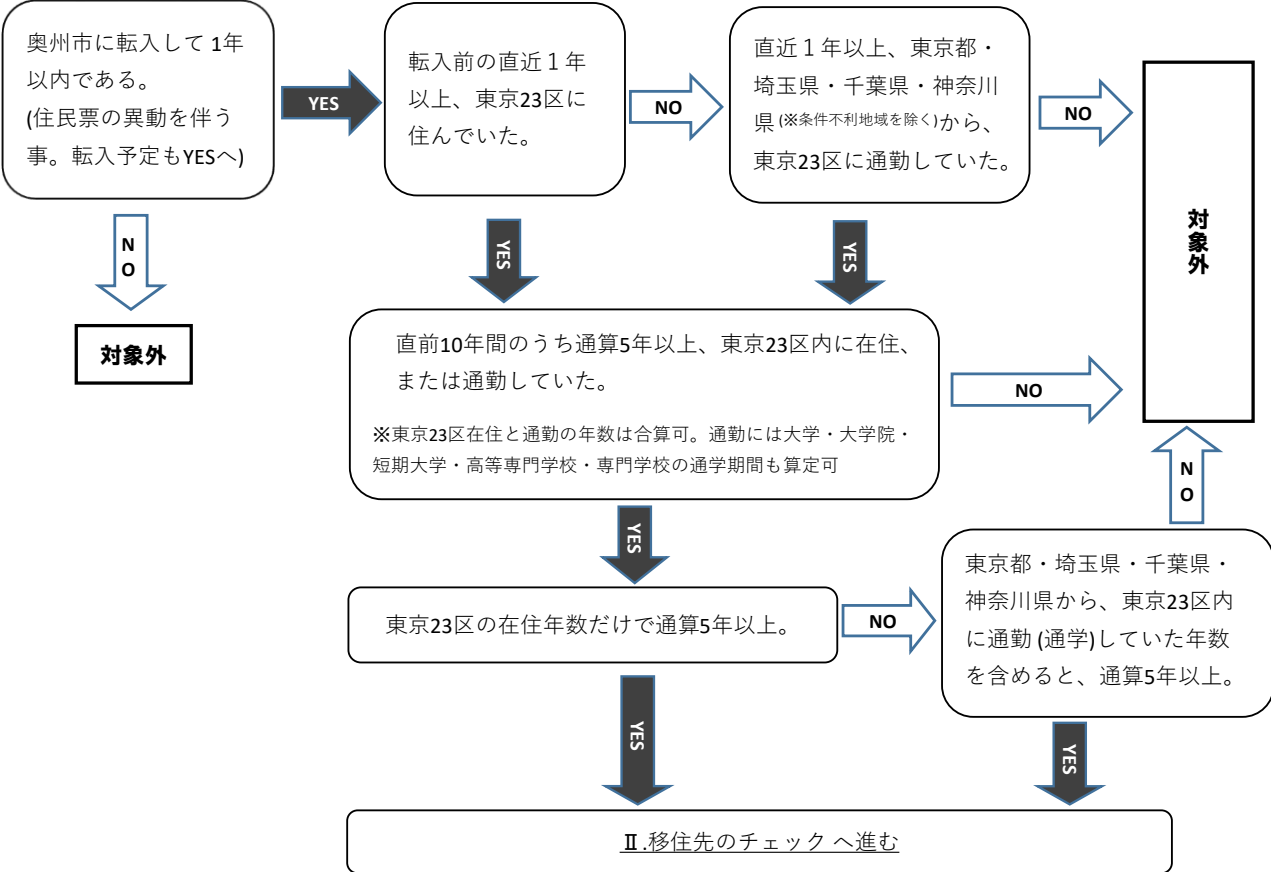 奥州市に転入して 1年
以内である。
(住民票の異動を伴う
事。転入予定もYESへ)
YES
転入前の直近１年
以上、東京23区に
住んでいた。
NO
直近１年以上、東京都・
埼玉県・千葉県・神奈川
県(※条件不利地域を除く)から、
東京23区に通勤していた。
NO
対象外
NO
対象外
YES
YES
直前10年間のうち通算5年以上、東京23区内に在住、
または通勤していた。
※東京23区在住と通勤の年数は合算可。通勤には大学・大学院・
短期大学・高等専門学校・専門学校の通学期間も算定可
NO
YES
NO
東京23区の在住年数だけで通算5年以上。
NO
東京都・埼玉県・千葉県・
神奈川県から、東京23区内
に通勤 (通学)していた年数
を含めると、通算5年以上。
YES
YES
Ⅱ.移住先のチェック へ進む